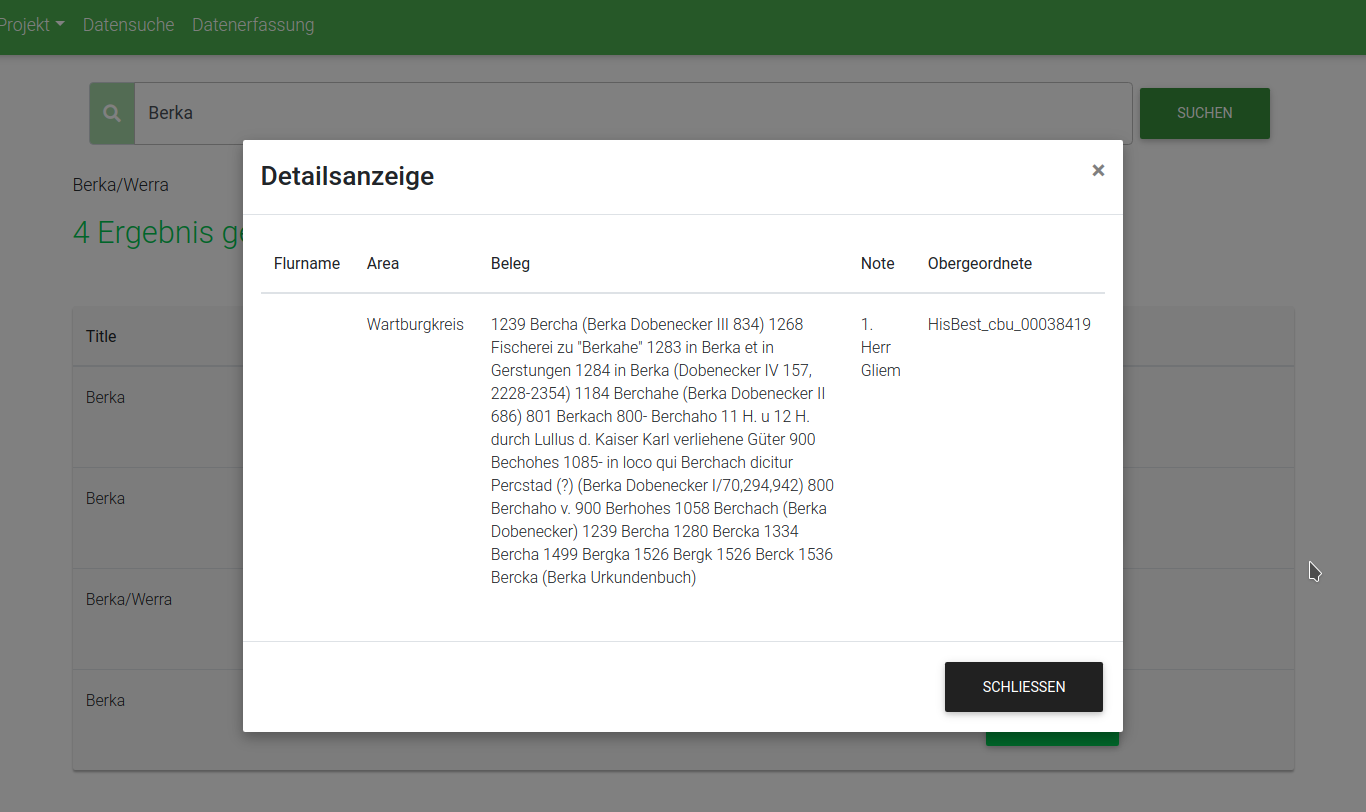 Projekt Datensuche Datenerfassung
Berka
SUCHEN
Berka/Werra
4 Ergebnis
Title
Berka
Berka
Berka/Werra
Berka
Detailsanzeige
×
Flurname Area Beleg Note Obergeordnete
Wartburgkreis
1239 Bercha (Berka Dobenecker III 834) 1268
Fischerei zu "Berkahe" 1283 in Berka et in
Gerstungen 1284 in Berka (Dobenecker IV 157,
2228-2354) 1184 Berchahe (Berka Dobenecker II
686) 801 Berkach 800- Berchaho 11 H. u 12 H.
durch Lullus d. Kaiser Karl verliehene Güter 900
Bechohes 1085- in loco qui Berchach dicitur
Percstad (?) (Berka Dobenecker I/70,294,942) 800
Berchaho v. 900 Berhohes 1058 Berchach (Berka
Dobenecker) 1239 Bercha 1280 Bercka 1334
Bercha 1499 Bergka 1526 Bergk 1526 Berck 1536
Bercka (Berka Urkundenbuch)
1.
Herr
Gliem
HisBest_cbu_00038419
SCHLIESSEN